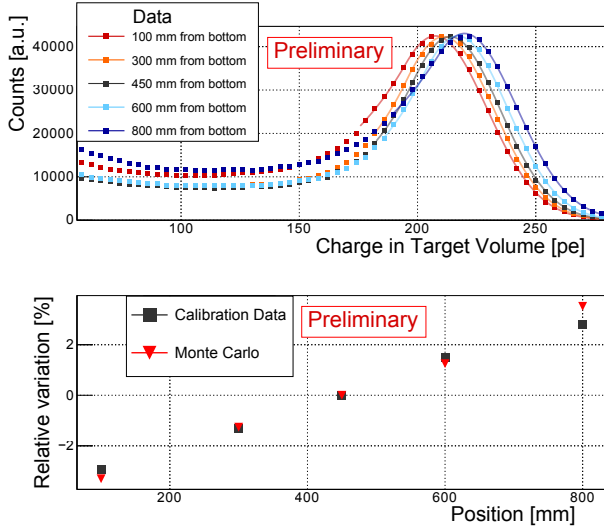 Data
100 mm from bottom
300 mm from bottom
450 mm from bottom
600 mm from bottom
800 mm from bottom
Preliminary
Counts [a.u.]
40000
30000
20000
10000
0
100
150
200
250
Charge in Target Volume [pe]
Calibration Data
Monte Carlo
Preliminary
Relative variation [%]
2
0
−2
200
400
600
800
Position [mm]